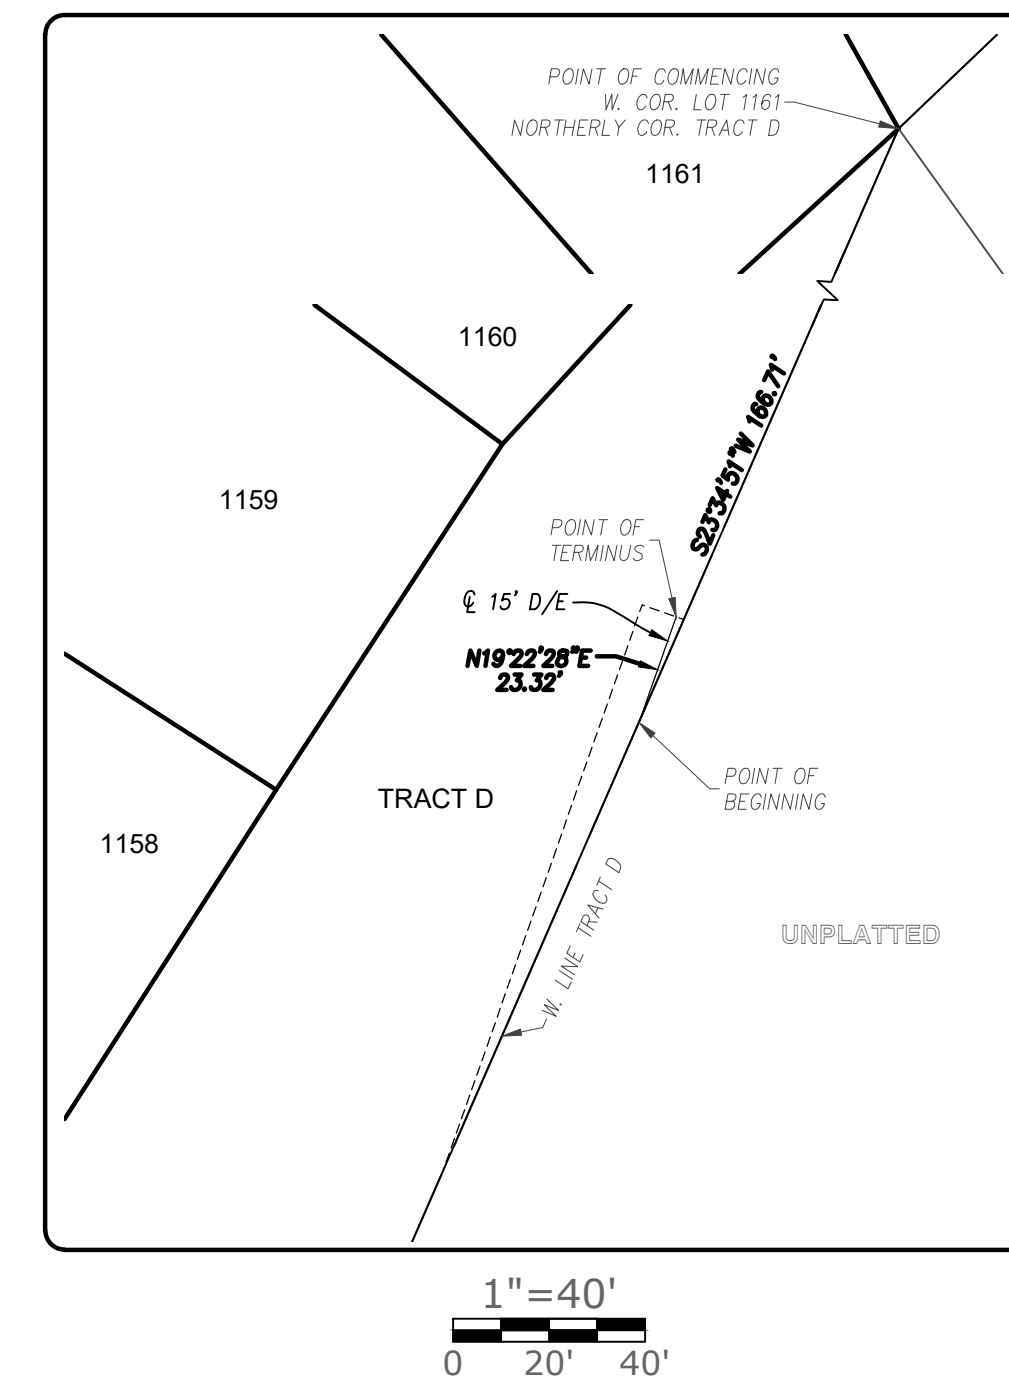 POINT OF COMMENCING
W. COR. LOT 1161
NORTHERLY COR. TRACT D
1161
1160
S23°34'51"W 166.71'
1159
POINT OF
TERMINUS
℄ 15' D/E
N19°22'28"E
23.32'
POINT OF
BEGINNING
TRACT D
1158
W. LINE TRACT D
UNPLATTED
1"=40'
0 20' 40'